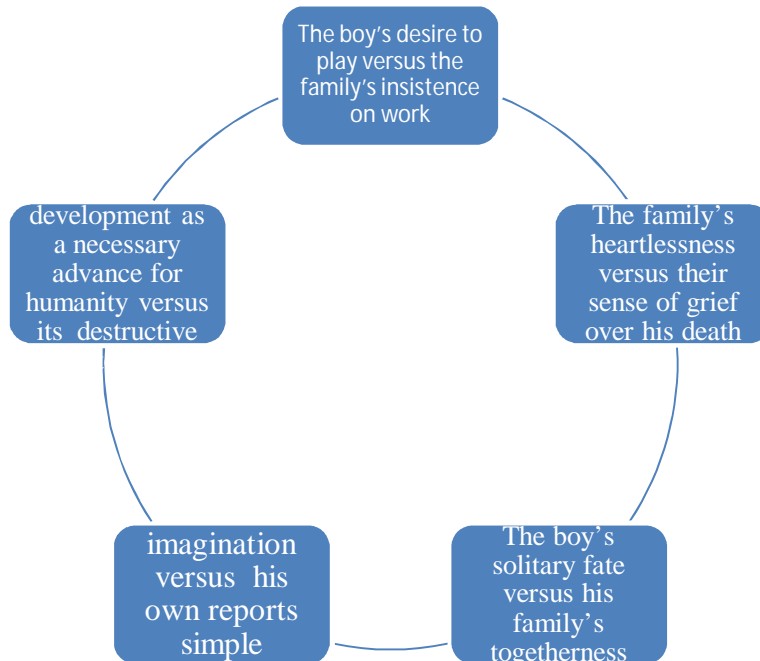 The boy's desire to
play versus the
family's insistence
on work
The family's
heartlessness
versus their
sense of grief
over his death
The boy's
solitary fate
versus his
family's
togetherness
imagination
versus his
own reports
simple
development as
a necessary
advance for
humanity versus
its destructive